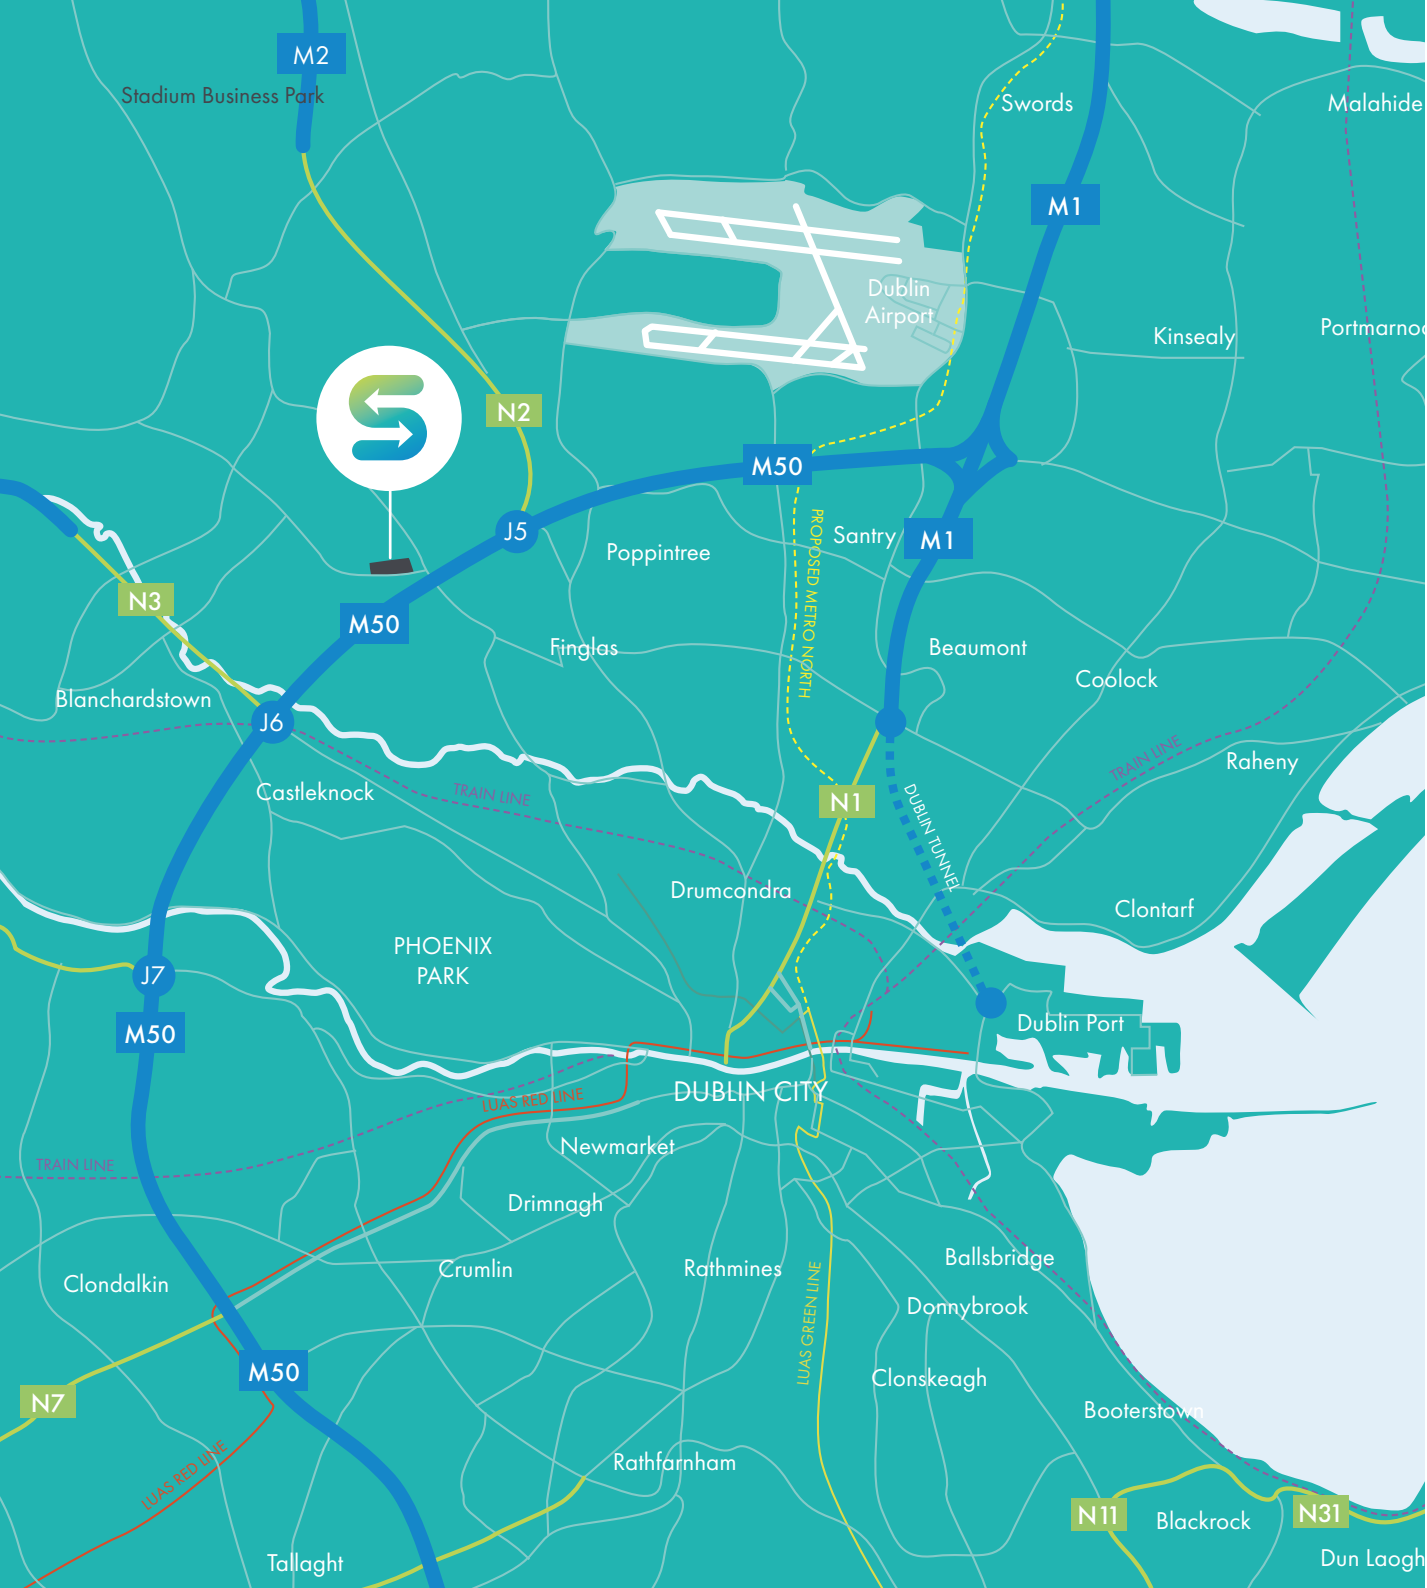 M2
Stadium Business Park
Swords
Malahide
M1
Dublin
Airport
Kinsealy
Portmarnoc
N2
M50
J5
Poppintree
Santry
M1
PROPOSED METRO NORTH
N3
M50
Finglas
Beaumont
Coolock
Blanchardstown
J6
TRAIN LINE
Raheny
Castleknock
TRAIN LINE
N1
DUBLIN TUNNEL
Drumcondra
Clontarf
PHOENIX
PARK
J7
M50
Dublin Port
DUBLIN CITY
LUAS RED LINE
Newmarket
TRAIN LINE
Drimnagh
Ballsbridge
Crumlin
Rathmines
Clondalkin
Donnybrook
LUAS GREEN LINE
M50
Clonskeagh
N7
Booterstown
LUAS RED LINE
Rathfarnham
N11
Blackrock
N31
Tallaght
Dun Laogh